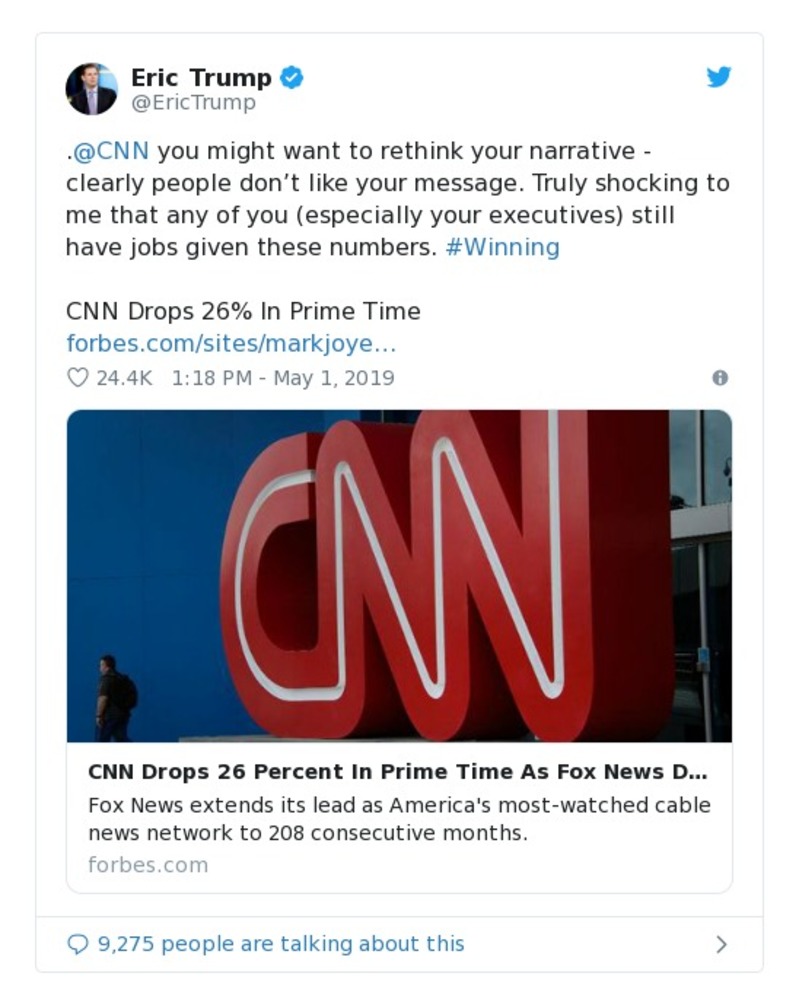 Eric Trump
@EricTrump
.@CNN you might want to rethink your narrative -
clearly people don’t like your message. Truly shocking to
me that any of you (especially your executives) still
have jobs given these numbers. #Winning
CNN Drops 26% In Prime Time
forbes.com/sites/markjoye…
24.4K 1:18 PM - May 1, 2019
CNN
CNN Drops 26 Percent In Prime Time As Fox News D...
Fox News extends its lead as America's most-watched cable
news network to 208 consecutive months.
forbes.com
9,275 people are talking about this